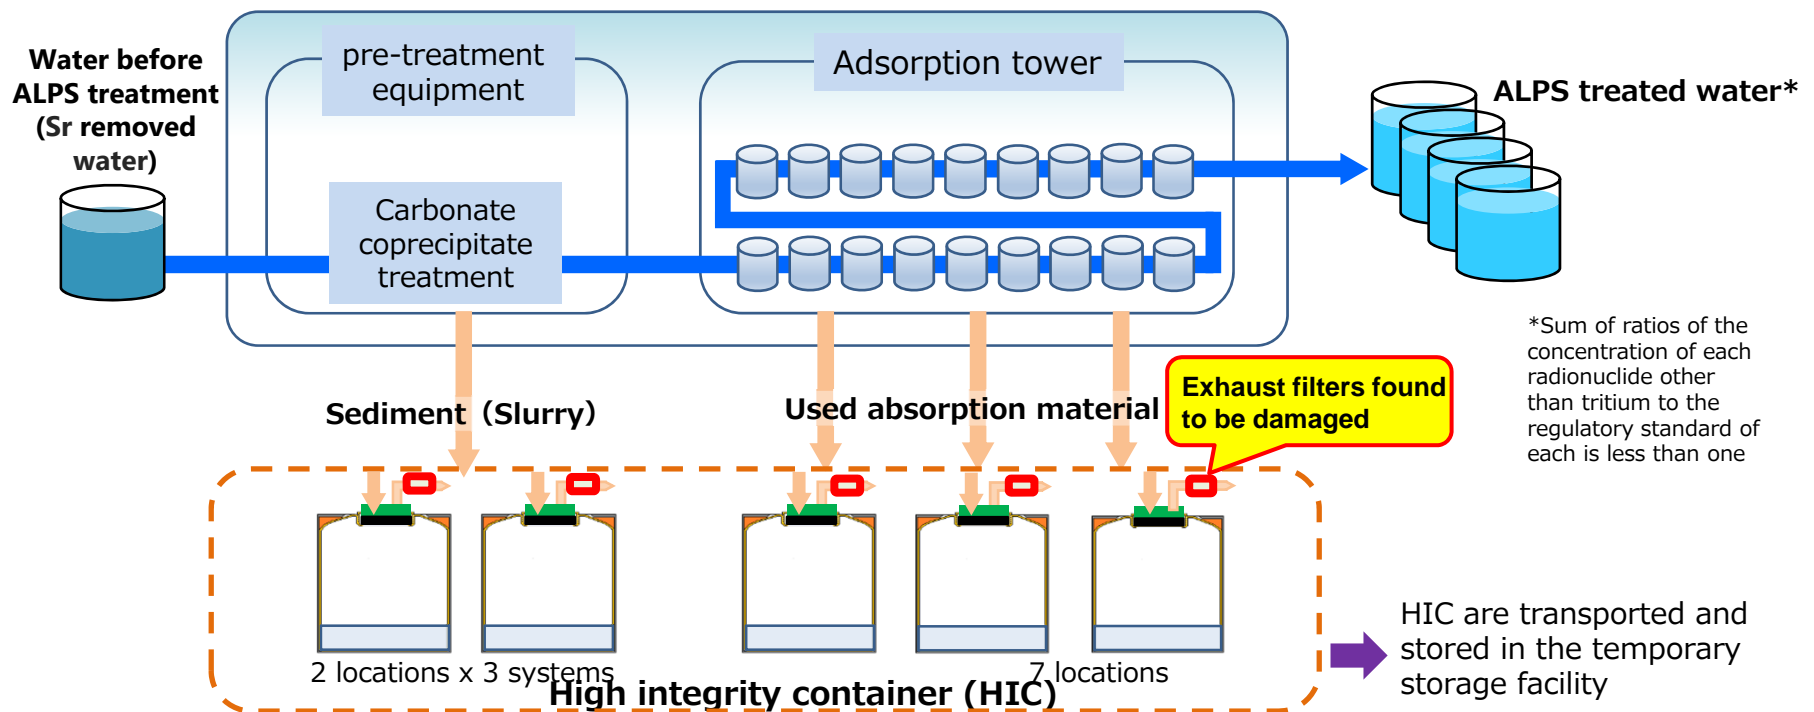 Water before
ALPS treatment
(Sr removed
water)
pre-treatment
equipment
Carbonate
coprecipitate
treatment
Adsorption tower
ALPS treated water*
*Sum of ratios of the
concentration of each
radionuclide other
than tritium to the
regulatory standard of
each is less than one
Sediment (Slurry)
Used absorption material
Exhaust filters found
to be damaged
2 locations x 3 systems
7 locations
High integrity container (HIC)
HIC are transported and
stored in the temporary
storage facility